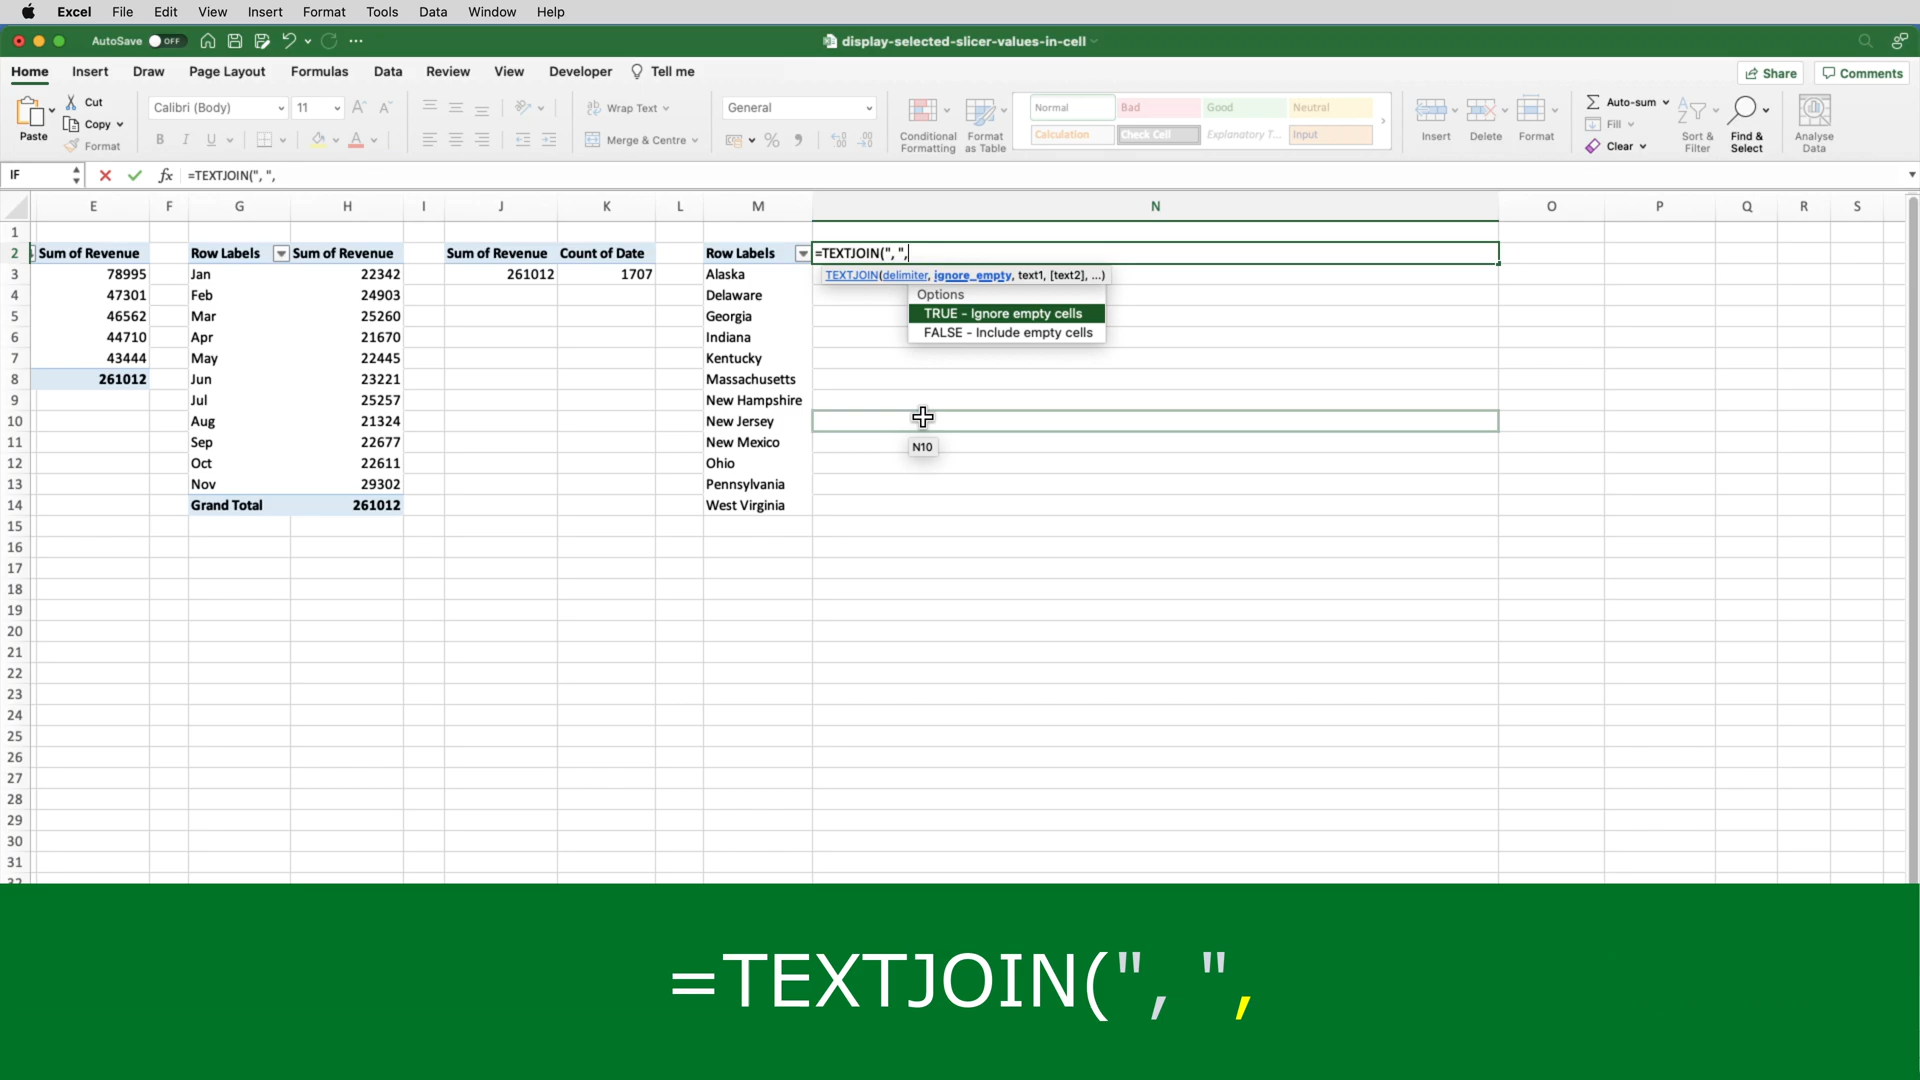 Excel File Edit View Insert Format Tools Data Window Help
AutoSave OFF display-selected-slicer-values-in-cell
Home Insert Draw Page Layout Formulas Data Review View Developer Tell me Share Comments
Paste Cut Copy Format
Calibri (Body) 11 A A
B I U A
Wrap Text
Merge & Centre
General
%
Conditional Formatting
Format as Table
Normal Bad Good Neutral
Calculation Check Cell Explanatory T... Input
Insert Delete Format
Auto-sum
Fill
Clear
Sort & Filter
Find & Select
Analyse Data
IF fx =TEXTJOIN(", ",
E F G H I J K L M N O P Q R S
1
2 Sum of Revenue Row Labels Sum of Revenue Sum of Revenue Count of Date Row Labels =TEXTJOIN(", ",
3 78995 Jan 22342 261012 1707 Alaska TEXTJOIN(delimiter, ignore_empty, text1, [text2], ...)
4 47301 Feb 24903 Delaware Options
5 46562 Mar 25260 Georgia TRUE - Ignore empty cells
6 44710 Apr 21670 Indiana FALSE - Include empty cells
7 43444 May 22445 Kentucky
8 261012 Jun 23221 Massachusetts
9 Jul 25257 New Hampshire
10 Aug 21324 New Jersey
11 Sep 22677 New Mexico N10
12 Oct 22611 Ohio
13 Nov 29302 Pennsylvania
14 Grand Total 261012 West Virginia
15
16
17
18
19
20
21
22
23
24
25
26
27
28
29
30
31
32
=TEXTJOIN(", ",